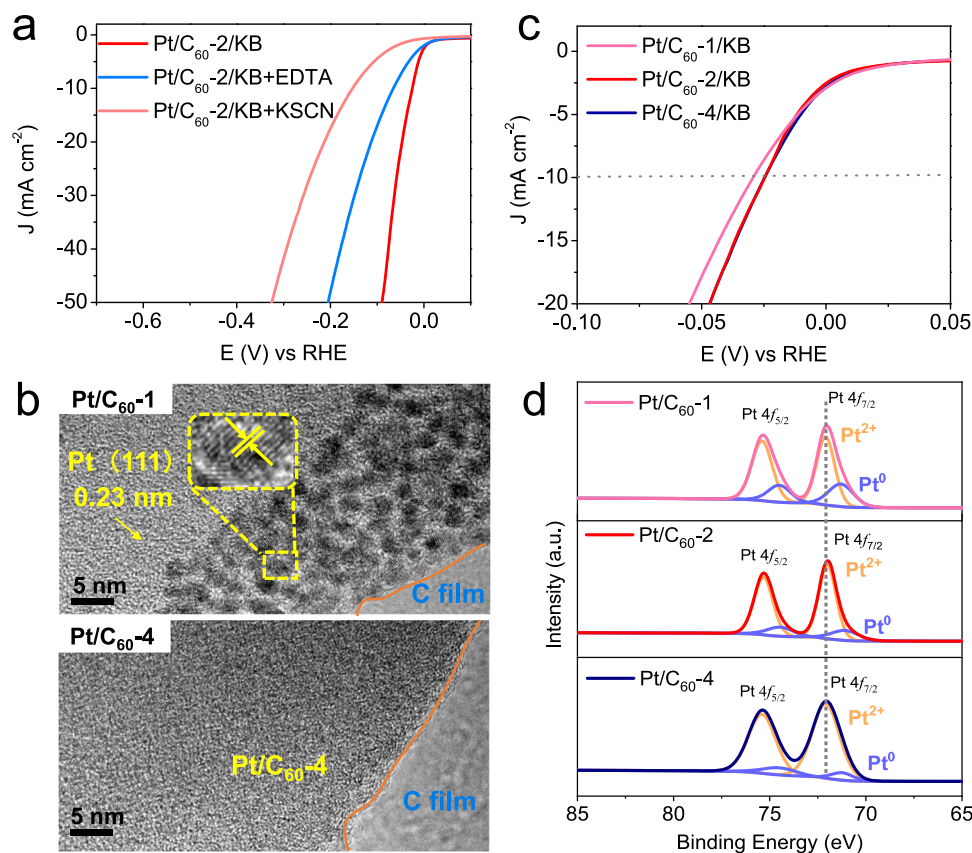 a
0
-10
-20
-30
-40
-50
J (mA cm⁻²)
-0.6
-0.4
-0.2
0.0
E (V) vs RHE
Pt/C₆₀-2/KB
Pt/C₆₀-2/KB+EDTA
Pt/C₆₀-2/KB+KSCN
c
0
-5
-10
-15
-20
J (mA cm⁻²)
-0.10
-0.05
0.00
0.05
E (V) vs RHE
Pt/C₆₀-1/KB
Pt/C₆₀-2/KB
Pt/C₆₀-4/KB
b
Pt/C₆₀-1
Pt (111)
0.23 nm
5 nm
C film
Pt/C₆₀-4
Pt/C₆₀-4
5 nm
C film
d
Intensity (a.u.)
Pt/C₆₀-1
Pt 4f₅/₂
Pt 4f₇/₂
Pt²⁺
Pt⁰
Pt/C₆₀-2
Pt 4f₅/₂
Pt 4f₇/₂
Pt²⁺
Pt⁰
Pt/C₆₀-4
Pt 4f₅/₂
Pt 4f₇/₂
Pt²⁺
Pt⁰
85
80
75
70
65
Binding Energy (eV)